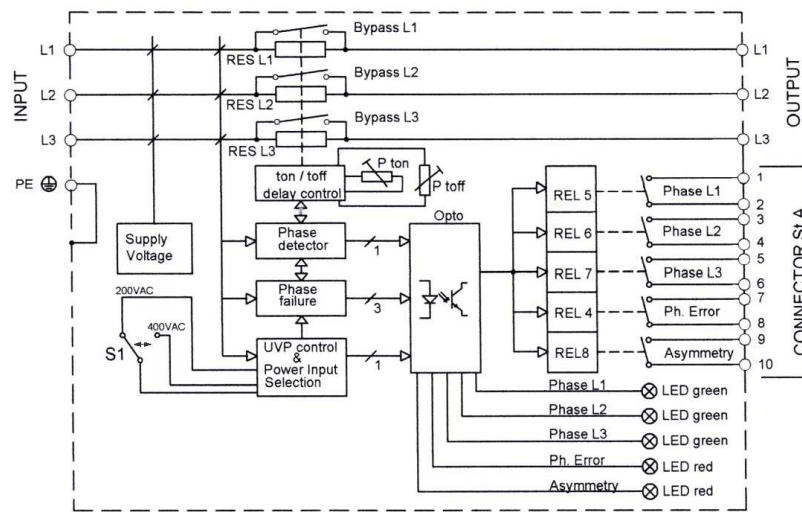 INPUT
L1
L2
L3
PE
Bypass L1
RES L1
Bypass L2
RES L2
Bypass L3
RES L3
L1
L2
L3
OUTPUT
ton / toff
delay control
P ton
P toff
Supply
Voltage
Phase
detector
1
Phase
failure
3
UVP control
&
Power Input
Selection
1
200VAC
400VAC
S1
Opto
REL 5
REL 6
REL 7
REL 4
REL8
Phase L1
Phase L2
Phase L3
Ph. Error
Asymmetry
1
2
3
4
5
6
7
8
9
10
CONNECTOR St.A
Phase L1
LED green
Phase L2
LED green
Phase L3
LED green
Ph. Error
LED red
Asymmetry
LED red